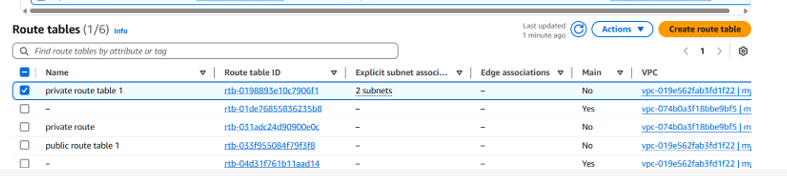 Route tables (1/6) Info
Last updated
1 minute ago
Actions
Create route table
Find route tables by attribute or tag
1
Name Route table ID Explicit subnet associ... Edge associations Main VPC
private route table 1 rtb-0198893e10c7906f1 2 subnets – No vpc-019e562fab3fd1f22 | my
– rtb-01de76855836235b8 – – Yes vpc-074b0a3f18bbe9bf5 | my
private route rtb-031adc24d90900e0c – – No vpc-074b0a3f18bbe9bf5 | my
public route table 1 rtb-033f955084f79f3f8 – – No vpc-019e562fab3fd1f22 | my
– rtb-04d31f761b11aad14 – – Yes vpc-019e562fab3fd1f22 | my